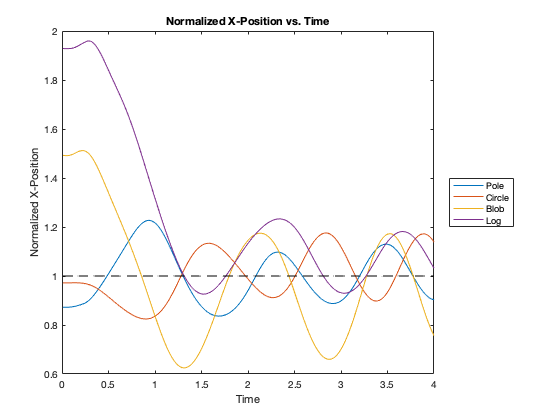 Normalized X-Position vs. Time
Normalized X-Position
2
1.8
1.6
1.4
1.2
1
0.8
0.6
0
0.5
1
1.5
2
2.5
3
3.5
4
Time
Pole
Circle
Blob
Log